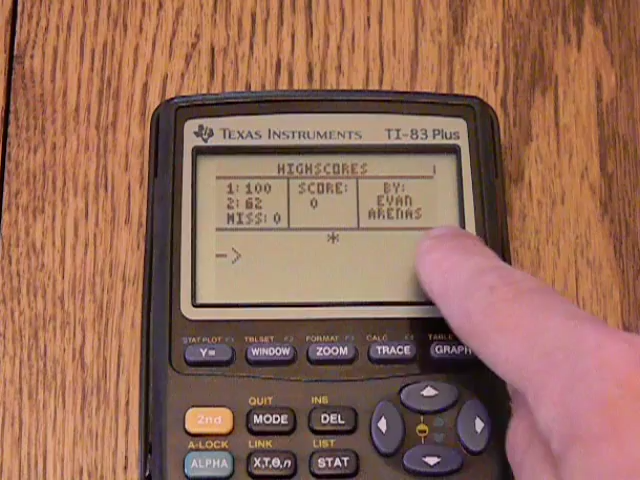 TEXAS INSTRUMENTS TI-83 Plus
HIGHSCORES
1: 100
2: 62
MISS: 0
SCORE:
0
BY:
EVAN
ARENAS
*
->
STAT PLOT F1 TBLSET F2 FORMAT F3 CALC F4 TABLE
Y= WINDOW ZOOM TRACE GRAPH
QUIT INS
2nd MODE DEL
A-LOCK LINK LIST
ALPHA X,T,Θ,n STAT